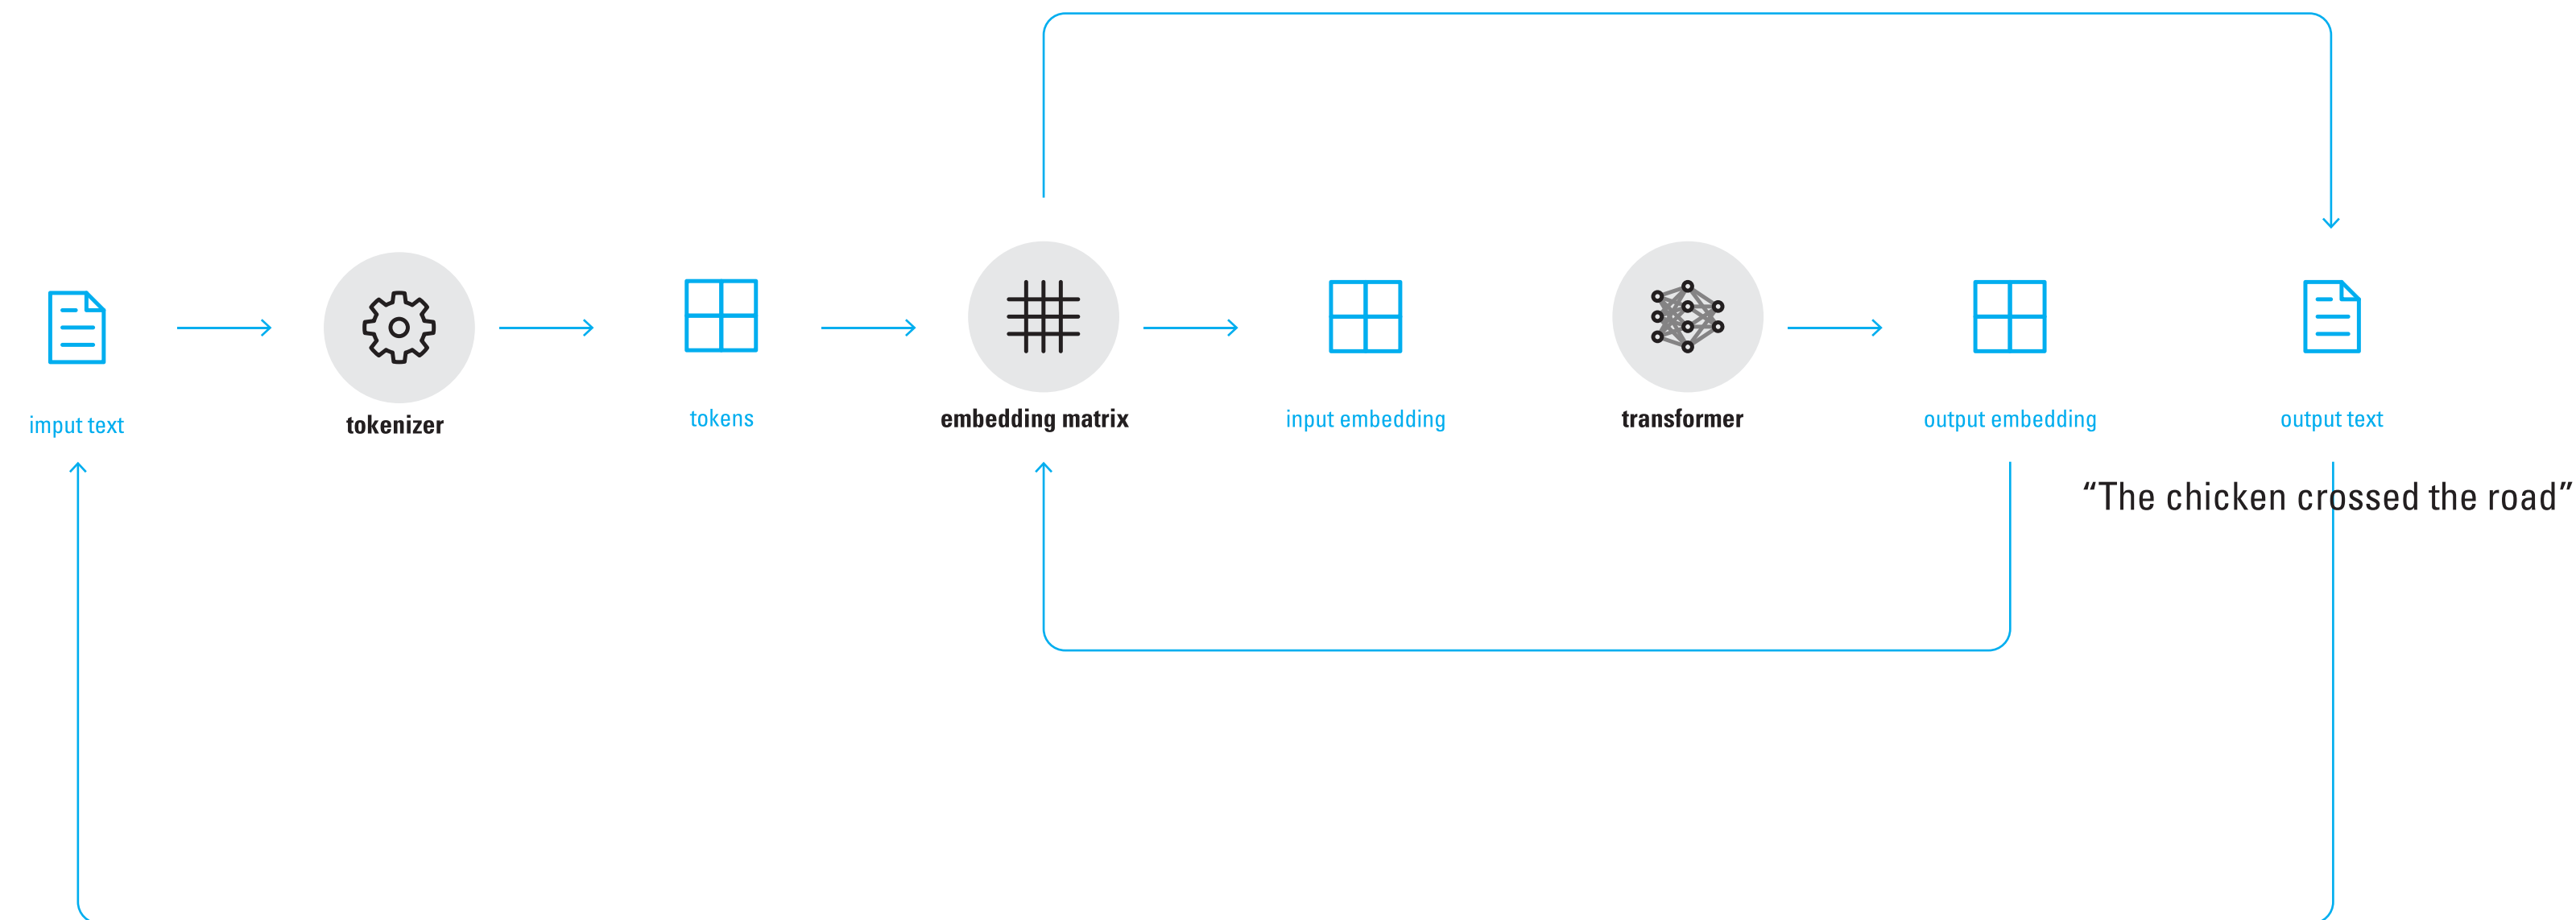 imput text
tokenizer
tokens
embedding matrix
input embedding
transformer
output embedding
output text
“The chicken crossed the road”